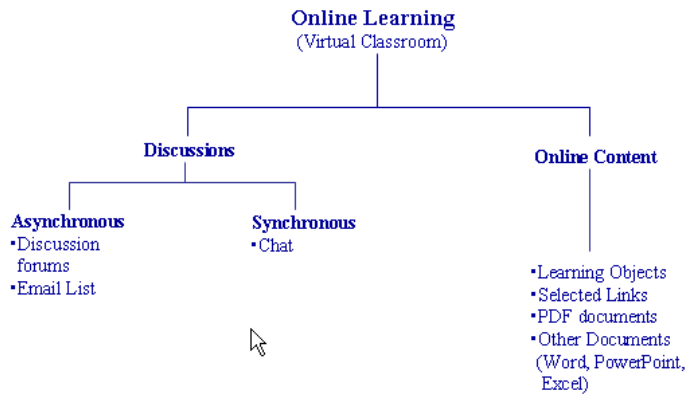 Online Learning
(Virtual Classroom)
Discussions
Online Content
Asynchronous
▪Discussion
forums
▪Email List
Synchronous
▪Chat
▪Learning Objects
▪Selected Links
▪PDF documents
▪Other Documents
(Word, PowerPoint,
Excel)